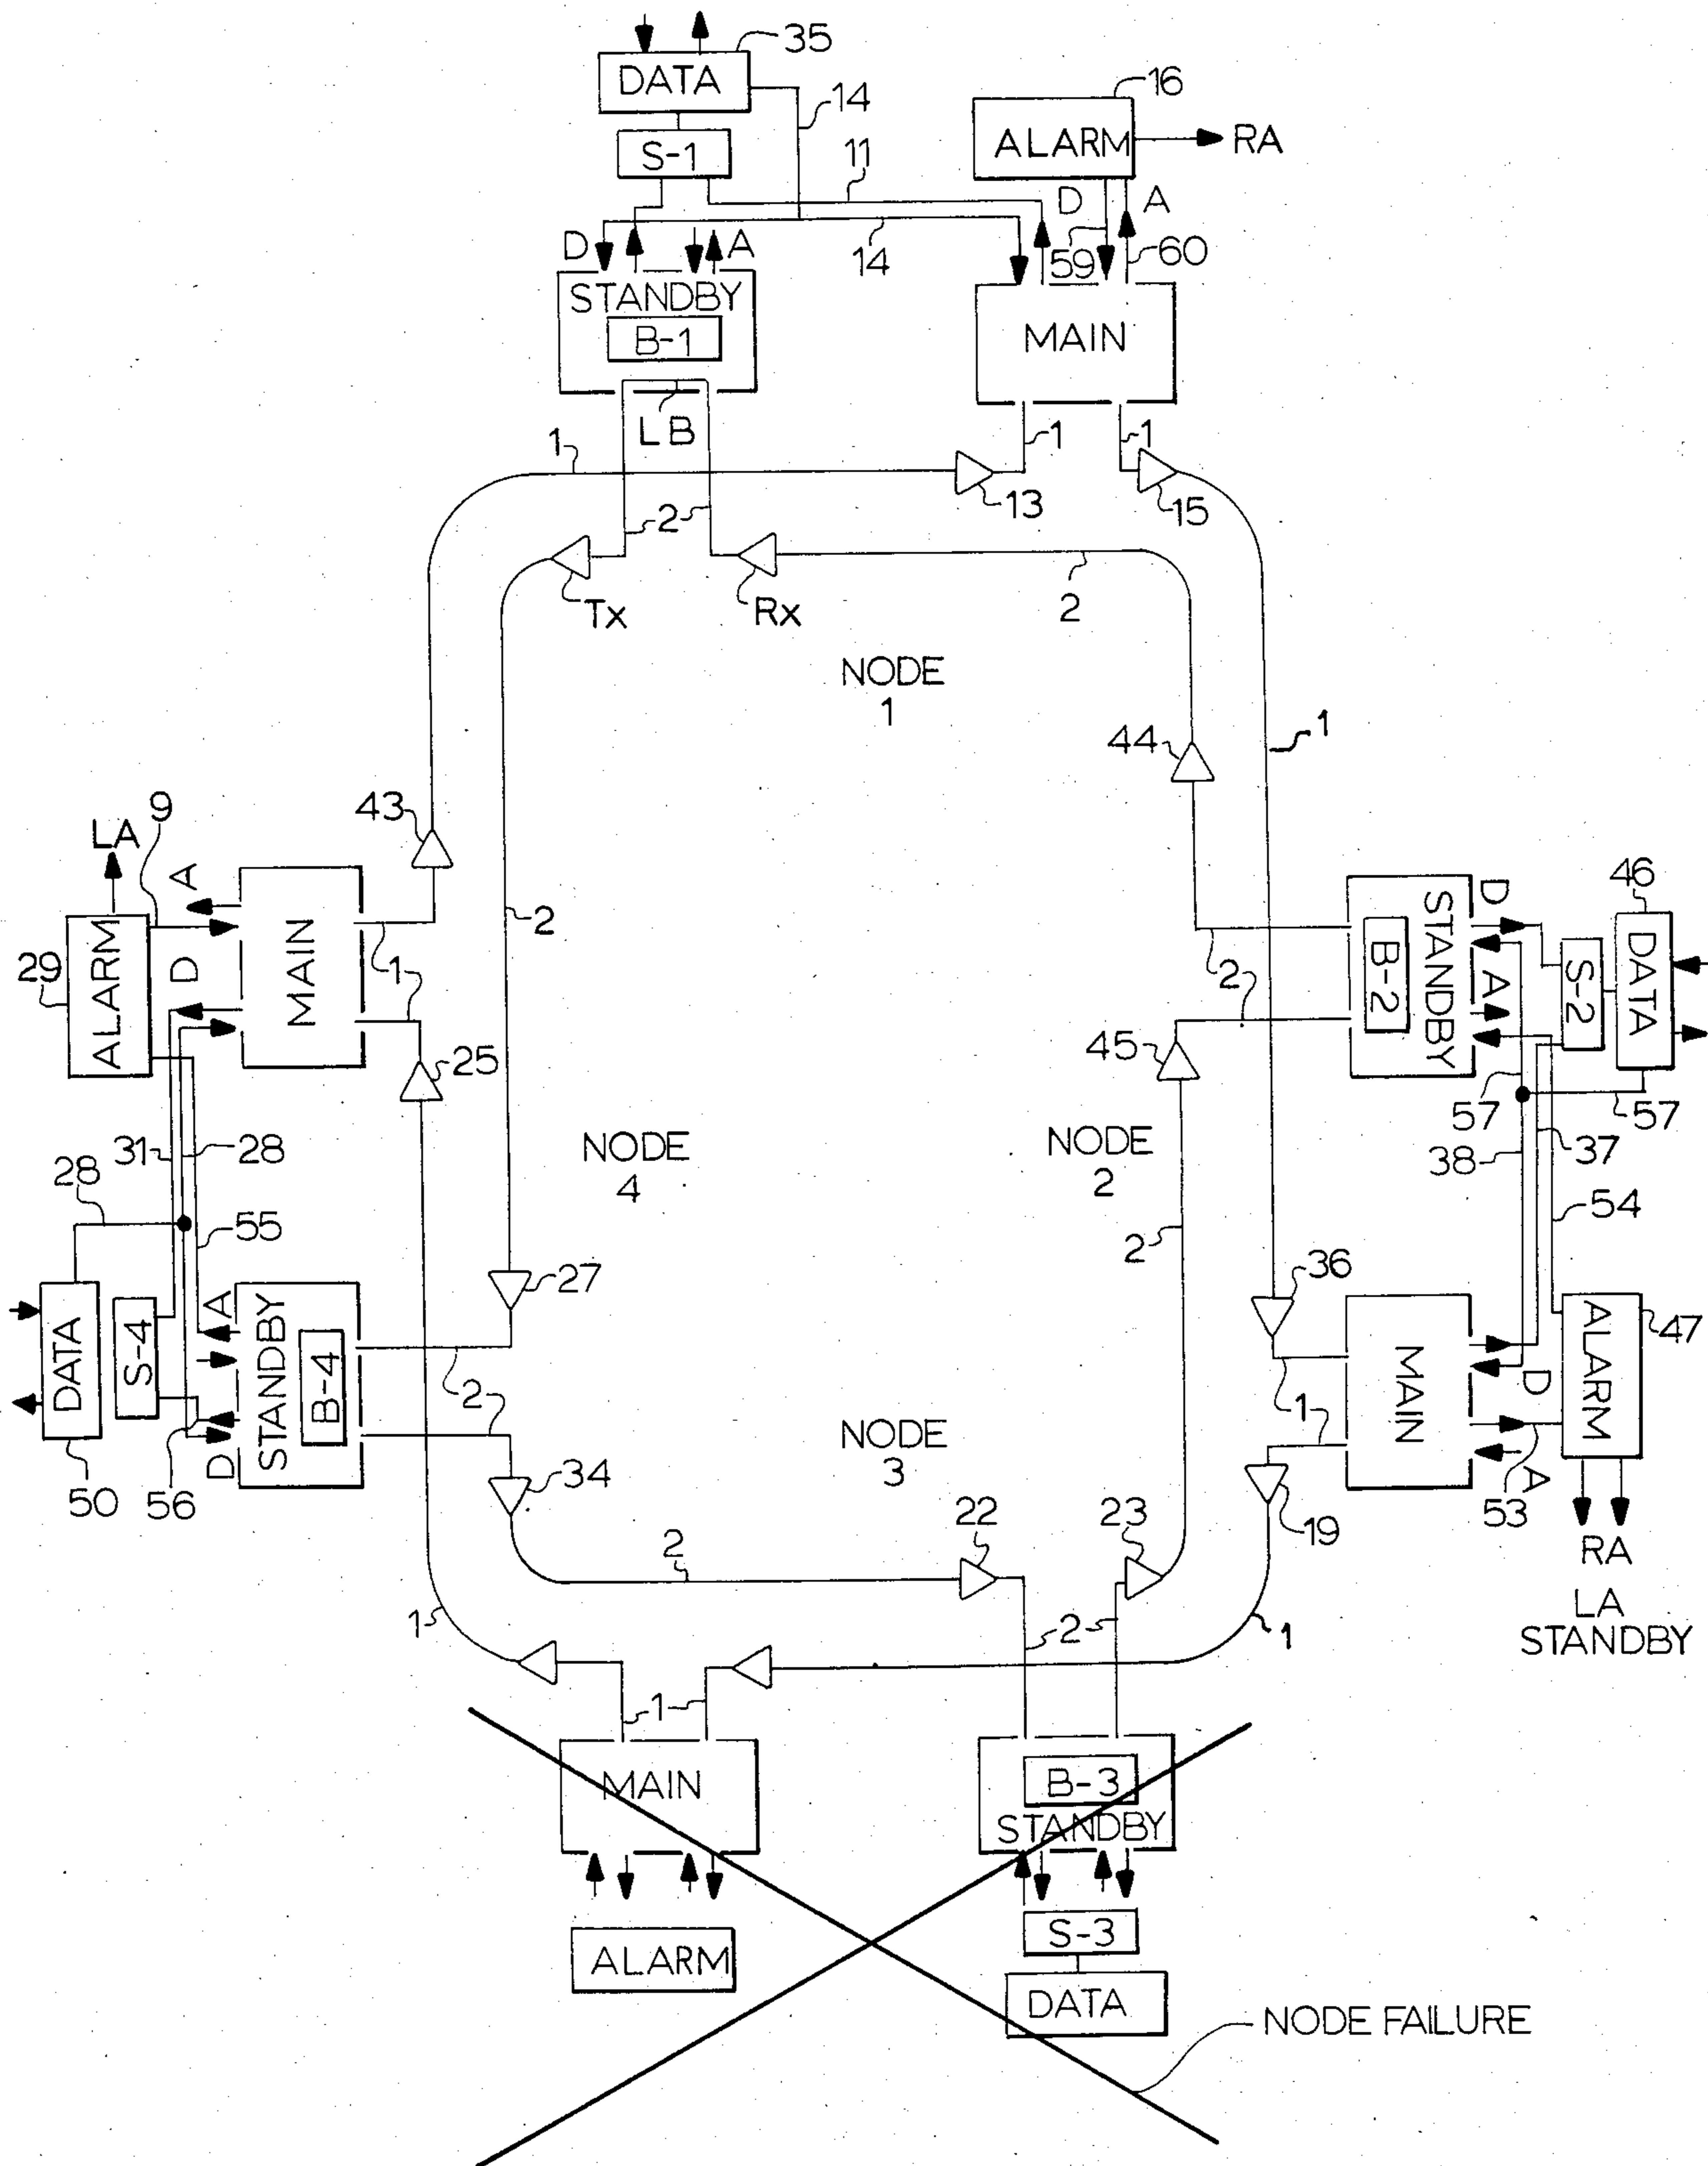 35
DATA
14
16
ALARM
RA
S-1
11
D
A
D
A
14
59
60
STANDBY
B-1
MAIN
LB
1
1
1
13
15
2
Tx
Rx
2
NODE
1
1
44
43
9
LA
A
MAIN
1
2
29
ALARM
D
25
2
STANDBY
B-2
D
A
S-2
46
DATA
45
57
57
31
28
NODE
4
NODE
2
38
37
28
55
54
2
27
36
50
DATA
S-4
A
STANDBY
B-4
2
1
MAIN
D
ALARM
47
56
D
34
NODE
3
A
53
19
RA
LA
STANDBY
22
23
2
2
1
1
1
MAIN
B-3
STANDBY
ALARM
S-3
DATA
NODE FAILURE